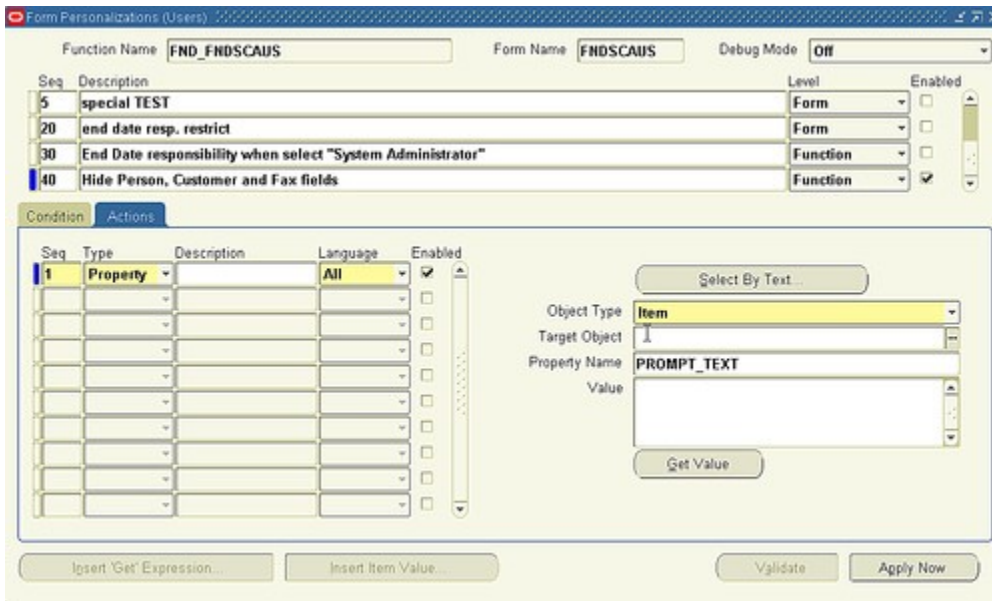 Form Personalizations (Users)
Function Name FND_FNDSCAUS Form Name FNDSCAUS Debug Mode Off
Seq Description Level Enabled
5 special TEST Form
20 end date resp. restrict Form
30 End Date responsibility when select "System Administrator" Function
40 Hide Person, Customer and Fax fields Function
Condition Actions
Seq Type Description Language Enabled
1 Property All
Select By Text...
Object Type Item
Target Object
Property Name PROMPT_TEXT
Value
Get Value
Insert 'Get' Expression... Insert Item Value... Validate Apply Now